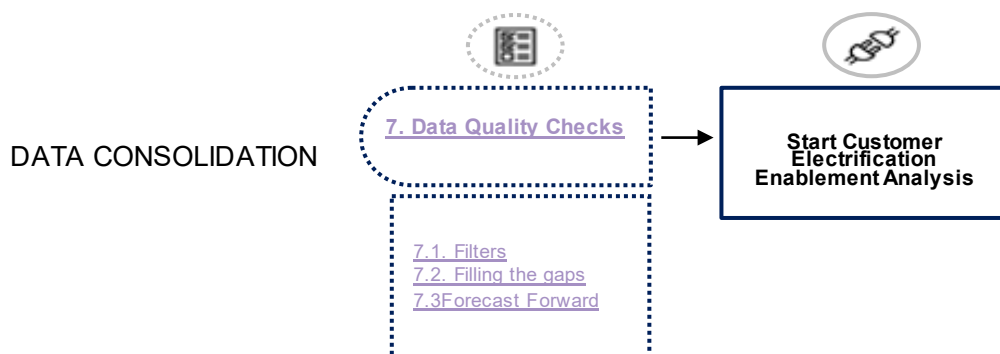 DATA CONSOLIDATION
7. Data Quality Checks
Start Customer
Electrification
Enablement Analysis
7.1. Filters
7.2. Filling the gaps
7.3Forecast Forward